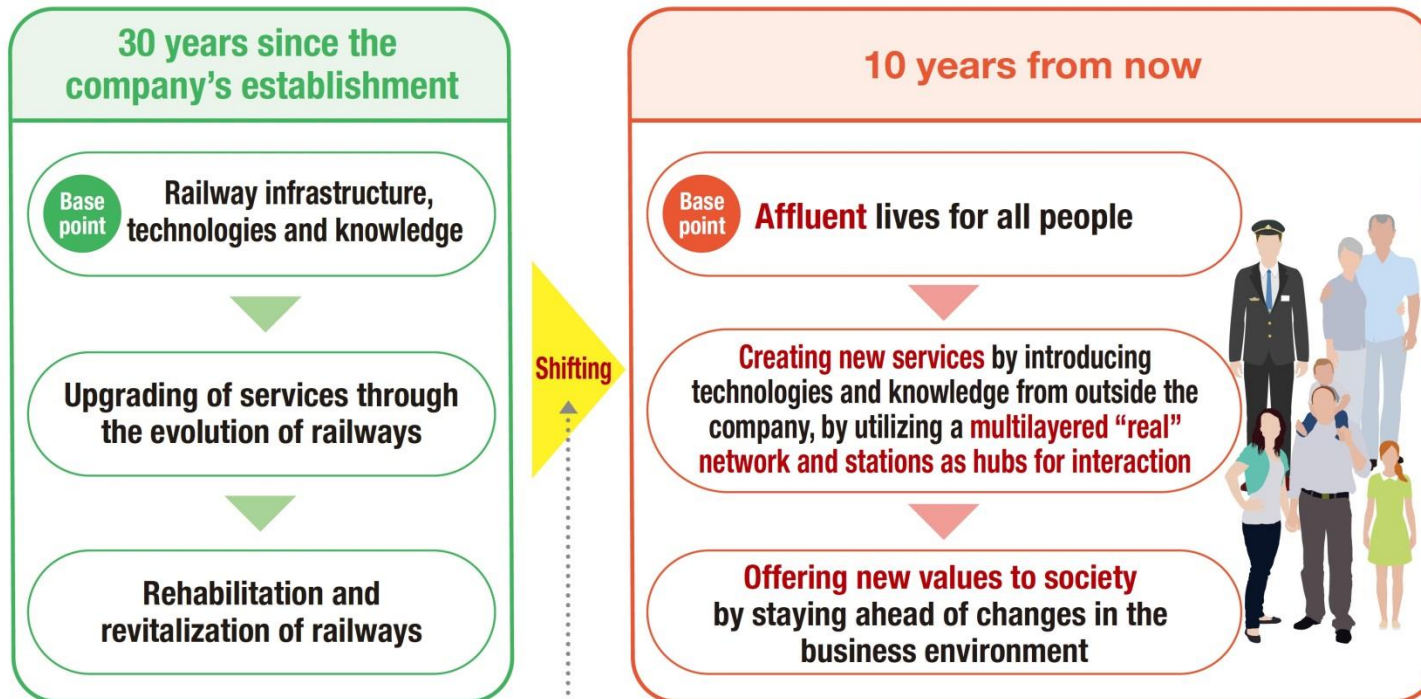 30 years since the
company’s establishment
Base
point
Railway infrastructure,
technologies and knowledge
Upgrading of services through
the evolution of railways
Rehabilitation and
revitalization of railways
Shifting
10 years from now
Base
point
Affluent lives for all people
Creating new services by introducing
technologies and knowledge from outside the
company, by utilizing a multilayered “real”
network and stations as hubs for interaction
Offering new values to society
by staying ahead of changes in the
business environment